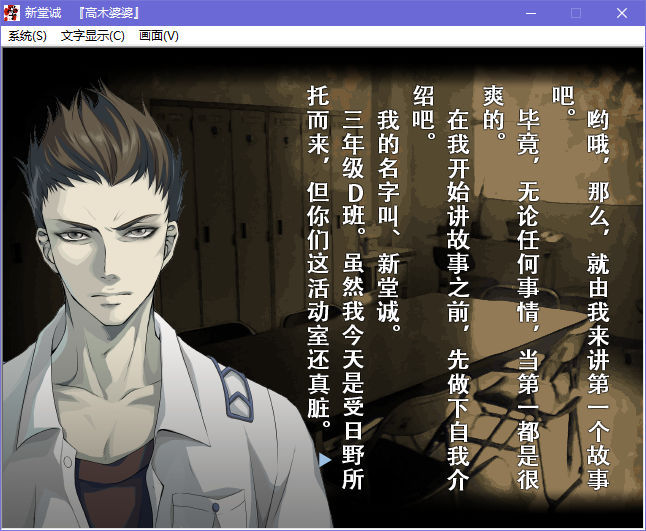 新堂诚　『高木婆婆』
系统(S)　文字显示(C)　画面(V)
哟哦，那么，就由我来讲第一个故事
吧。
毕竟，无论任何事情，当第一都是很
爽的。
在我开始讲故事之前，先做下自我介
绍吧。
我的名字叫、新堂诚。
三年级D班。虽然我今天是受日野所
托而来，但你们这活动室还真脏。